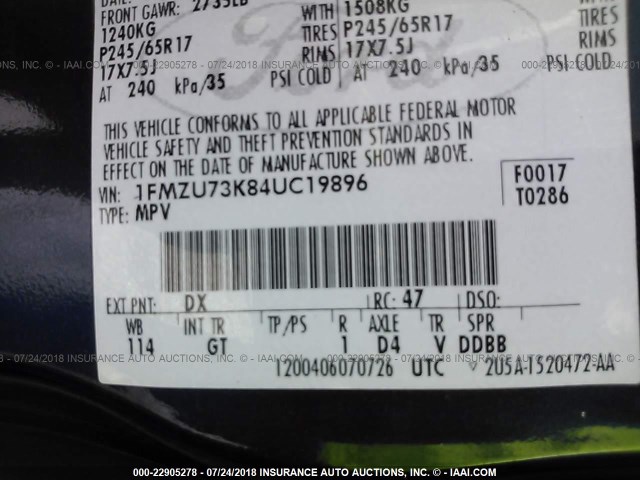 DATE:
FRONT GAWR: 2735LB
1240KG WITH 1508KG WITH
P245/65R17 TIRES P245/65R17 TIRES
17X7.5J RIMS 17X7.5J RIMS
AT 240 kPa/35 PSI COLD AT 240 kPa/35 PSI COLD
Ford
THIS VEHICLE CONFORMS TO ALL APPLICABLE FEDERAL MOTOR
VEHICLE SAFETY AND THEFT PREVENTION STANDARDS IN
EFFECT ON THE DATE OF MANUFACTURE SHOWN ABOVE.
VIN: 1FMZU73K84UC19896 F0017
TYPE: MPV T0286
EXT PNT: DX RC: 47 DSO:
WB INT TR TP/PS R AXLE TR SPR
114 GT 1 D4 V DDBB
1200406070726 UTC 2U5A-1520472-AA
000-22905278 - 07/24/2018 INSURANCE AUTO AUCTIONS, INC. - © IAAI.COM